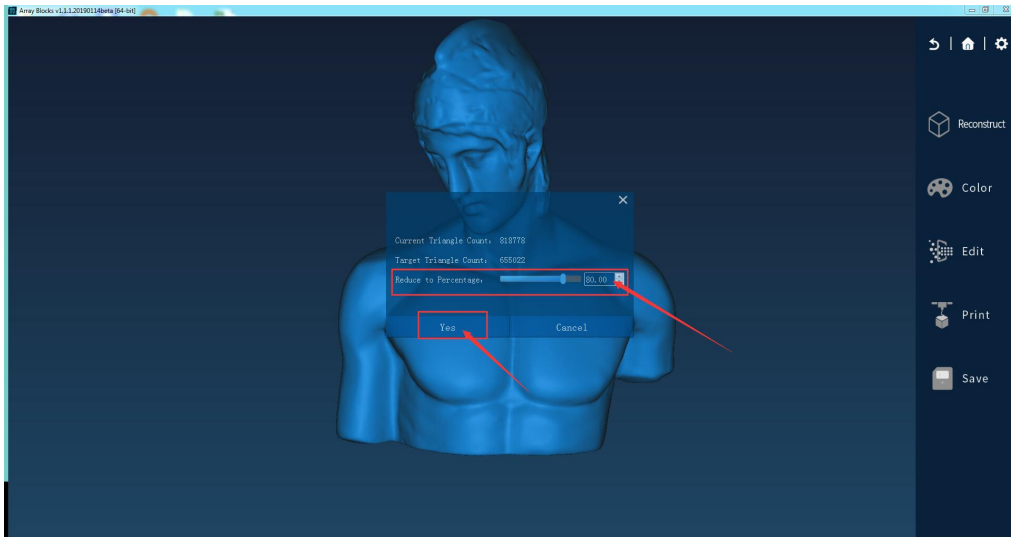 Array Blocks v1.1.1.20190114beta [64-bit]
Reconstruct
Color
Edit
Print
Save
Current Triangle Count: 818778
Target Triangle Count: 655022
Reduce to Percentage: 80.00
Yes
Cancel